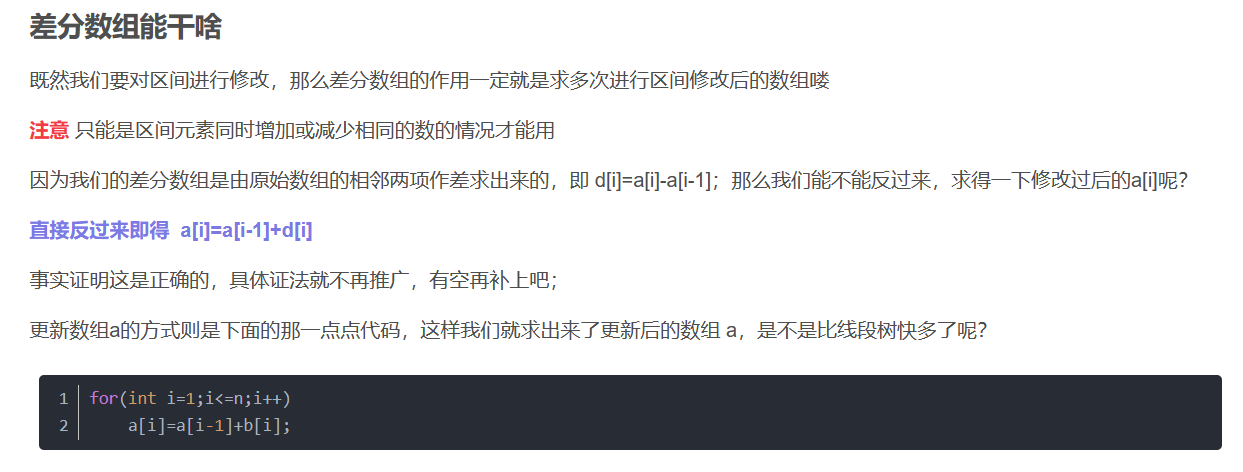 差分数组能干啥
既然我们要对区间进行修改，那么差分数组的作用一定就是求多次进行区间修改后的数组喽
注意 只能是区间元素同时增加或减少相同的数的情况才能用
因为我们的差分数组是由原始数组的相邻两项作差求出来的，即 d[i]=a[i]-a[i-1]；那么我们能不能反过来，求得一下修改过后的a[i]呢？
直接反过来即得 a[i]=a[i-1]+d[i]
事实证明这是正确的，具体证法就不再推广，有空再补上吧；
更新数组a的方式则是下面的那一点点代码，这样我们就求出来了更新后的数组 a，是不是比线段树快多了呢？
1 for(int i=1;i<=n;i++)
2     a[i]=a[i-1]+b[i];